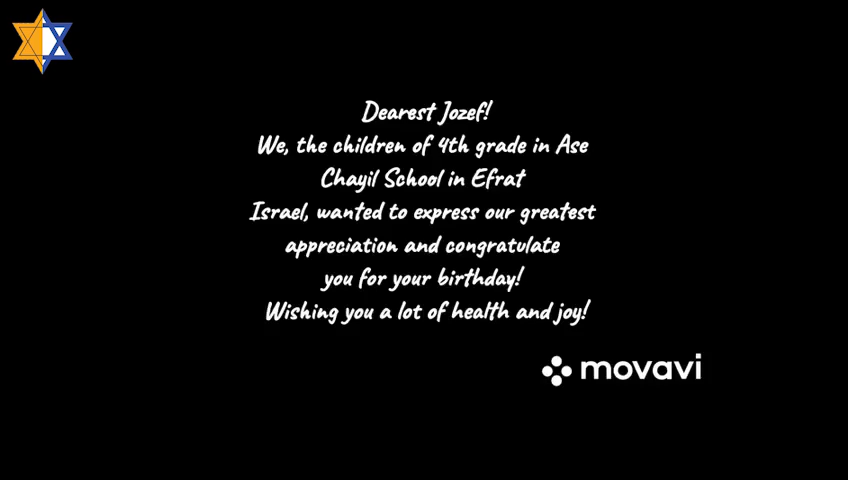 Dearest Jozef!
We, the children of 4th grade in Ase
Chayil School in Efrat
Israel, wanted to express our greatest
appreciation and congratulate
you for your birthday!
Wishing you a lot of health and joy!
movavi